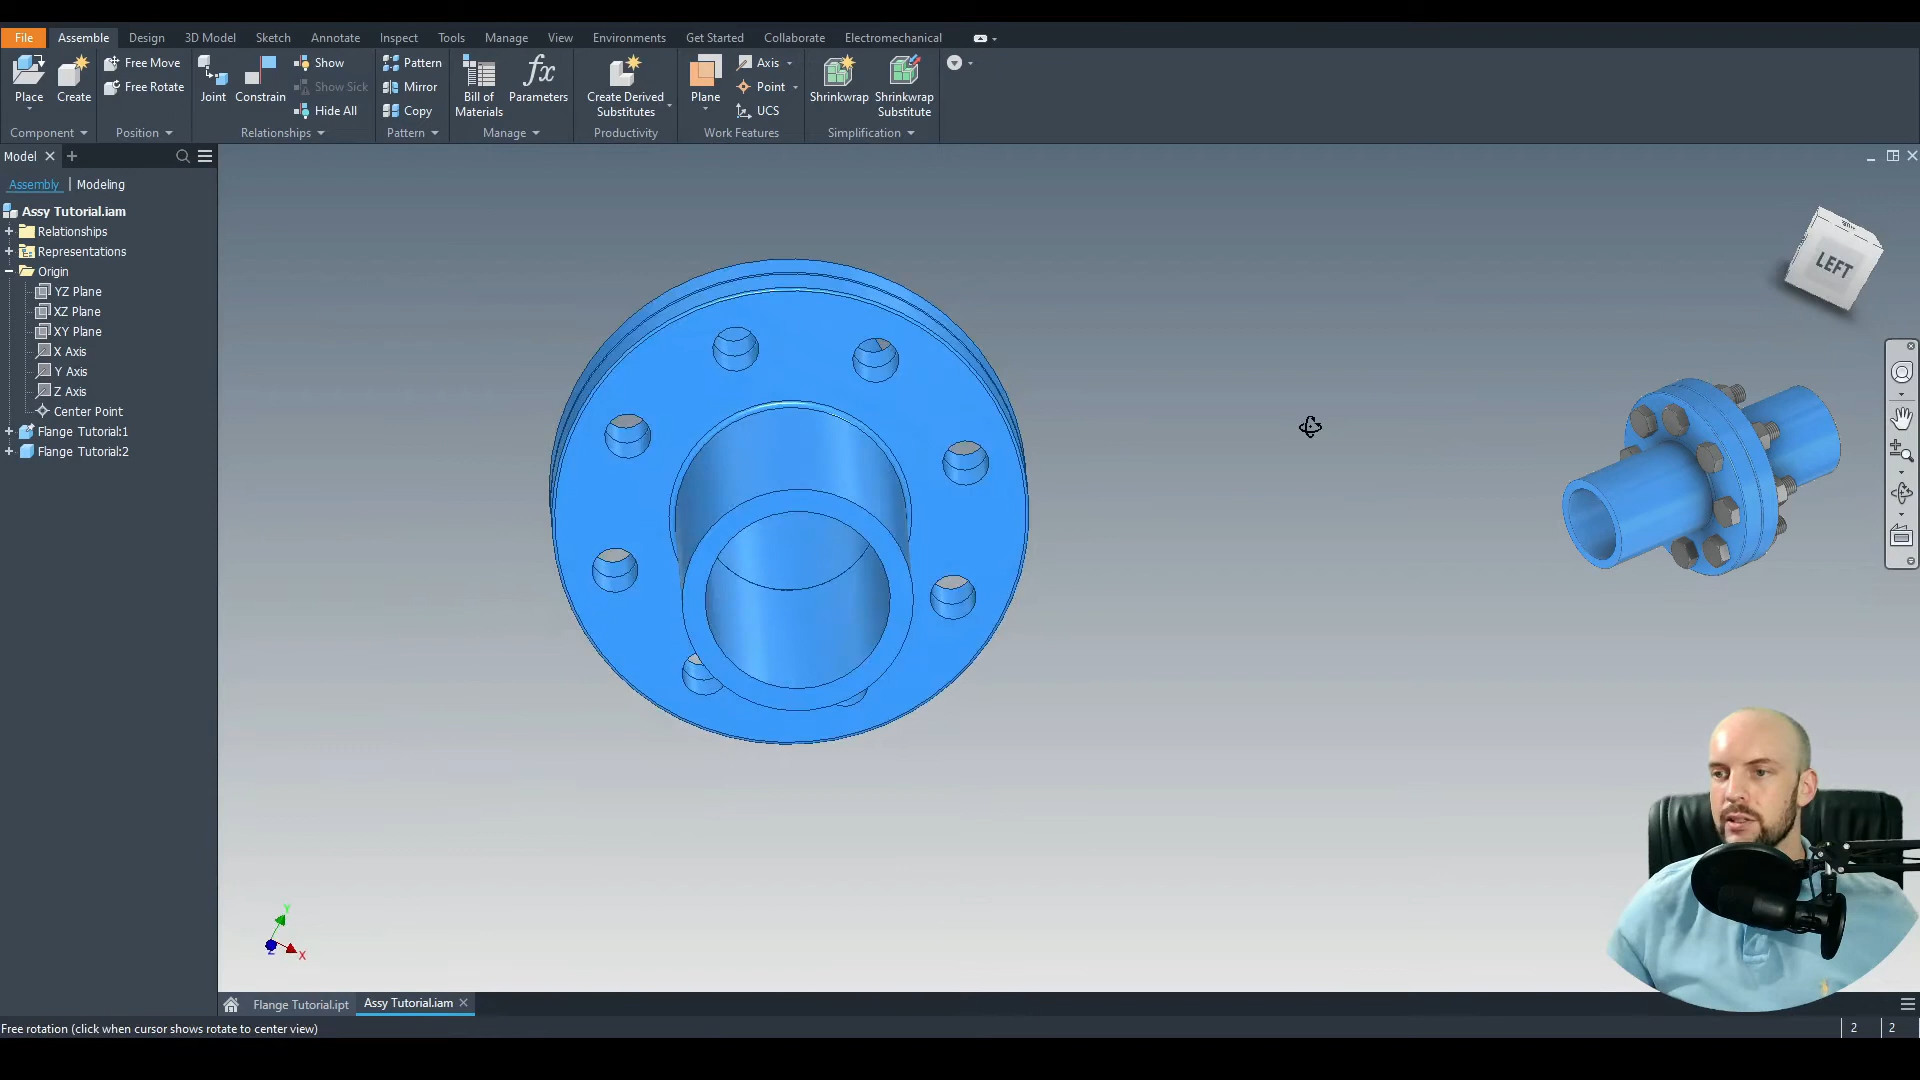 File Assemble Design 3D Model Sketch Annotate Inspect Tools Manage View Environments Get Started Collaborate Electromechanical
Place
Create
Free Move
Free Rotate
Joint
Constrain
Show
Show Sick
Hide All
Pattern
Mirror
Copy
Bill of
Materials
Parameters
Create Derived
Substitutes
Plane
Axis
Point
UCS
Shrinkwrap
Shrinkwrap
Substitute
Component Position Relationships Pattern Manage Productivity Work Features Simplification
Model
Assembly | Modeling
Assy Tutorial.iam
Relationships
Representations
Origin
YZ Plane
XZ Plane
XY Plane
X Axis
Y Axis
Z Axis
Center Point
Flange Tutorial:1
Flange Tutorial:2
LEFT
Y
Z
X
Flange Tutorial.ipt Assy Tutorial.iam
Free rotation (click when cursor shows rotate to center view)
2 2